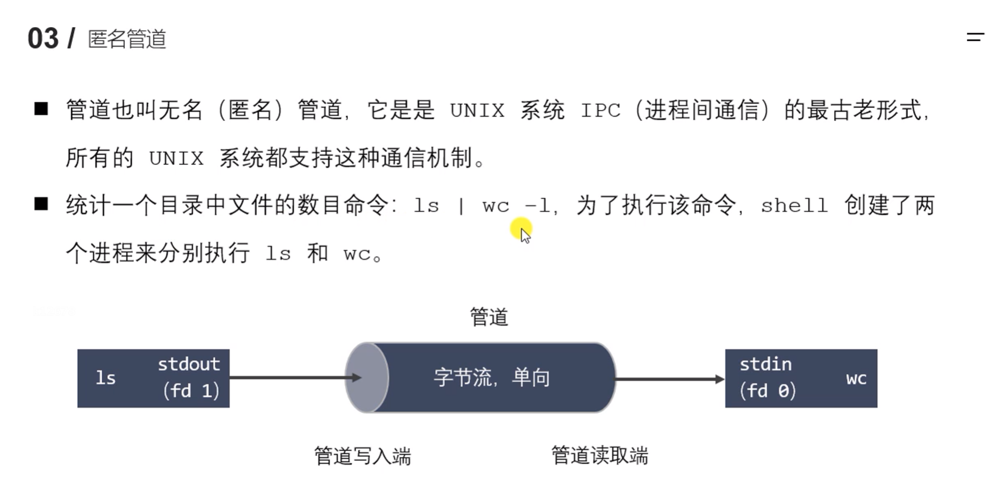 03 / 匿名管道
管道也叫无名（匿名）管道，它是是 UNIX 系统 IPC（进程间通信）的最古老形式，
所有的 UNIX 系统都支持这种通信机制。
统计一个目录中文件的数目命令：ls | wc –l，为了执行该命令，shell 创建了两
个进程来分别执行 ls 和 wc。
管道
ls
stdout
(fd 1)
字节流，单向
stdin
(fd 0)
wc
管道写入端
管道读取端